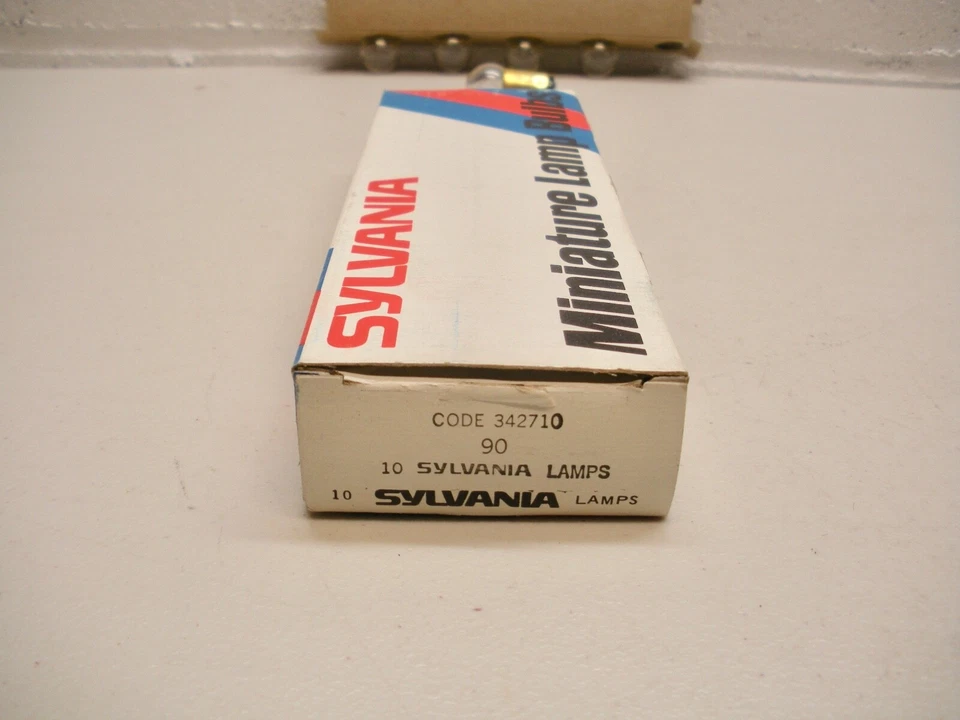 SYLVANIA
Miniature Lamp Bulbs
CODE 342710
90
10 SYLVANIA LAMPS
10 SYLVANIA LAMPS